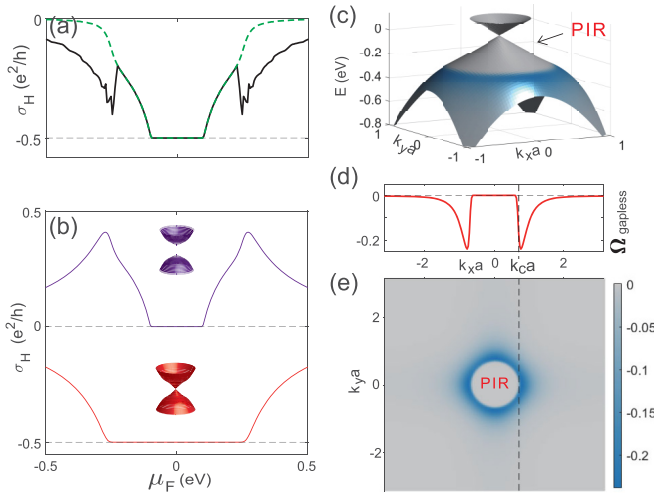 (a)
0
-0.5
σH (e²/h)
(b)
0.5
0
-0.5
σH (e²/h)
-0.5
0
0.5
μF (eV)
(c)
PIR
0
-0.2
-0.4
-0.6
-0.8
E (eV)
1
0
-1
kya
-1
0
1
kxa
(d)
0
-0.2
Ωgapless
-2
kxa
0
kca
2
(e)
PIR
2
0
-2
kya
0
-0.05
-0.1
-0.15
-0.2